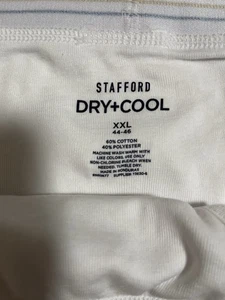 STAFFORD
DRY+COOL
XXL
44-46
60% COTTON
40% POLYESTER
MACHINE WASH WARM WITH
LIKE COLORS. USE ONLY
NON-CHLORINE BLEACH WHEN
NEEDED. TUMBLE DRY.
MADE IN HONDURAS
SUPPLIER